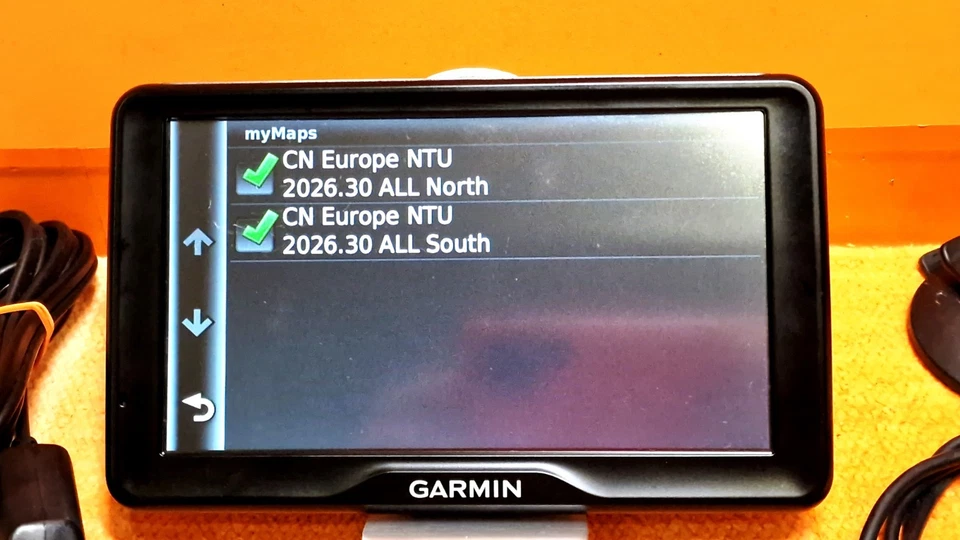 myMaps
CN Europe NTU
2026.30 ALL North
CN Europe NTU
2026.30 ALL South
GARMIN